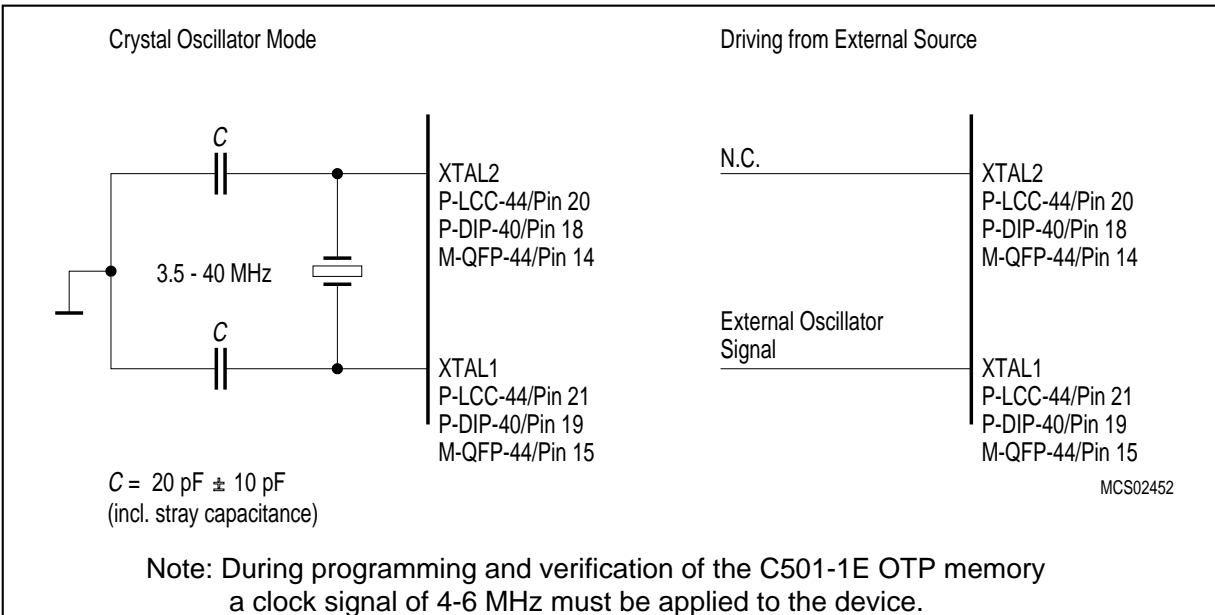 Crystal Oscillator Mode
C
XTAL2
P-LCC-44/Pin 20
P-DIP-40/Pin 18
M-QFP-44/Pin 14
3.5 - 40 MHz
C
XTAL1
P-LCC-44/Pin 21
P-DIP-40/Pin 19
M-QFP-44/Pin 15
C = 20 pF ± 10 pF
(incl. stray capacitance)
Driving from External Source
N.C.
XTAL2
P-LCC-44/Pin 20
P-DIP-40/Pin 18
M-QFP-44/Pin 14
External Oscillator
Signal
XTAL1
P-LCC-44/Pin 21
P-DIP-40/Pin 19
M-QFP-44/Pin 15
MCS02452
Note: During programming and verification of the C501-1E OTP memory
a clock signal of 4-6 MHz must be applied to the device.